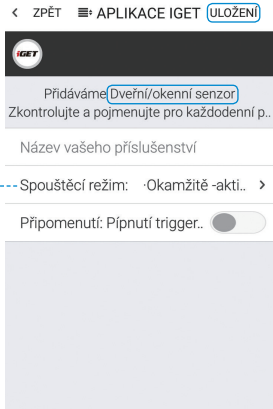 ZPĚT APLIKACE IGET ULOŽENÍ
iGET
Přidáváme Dveřní/okenní senzor
Zkontrolujte a pojmenujte pro každodenní p..
Název vašeho příslušenství
Spouštěcí režim: ·Okamžitě -akti..
Připomenutí: Pípnutí trigger..